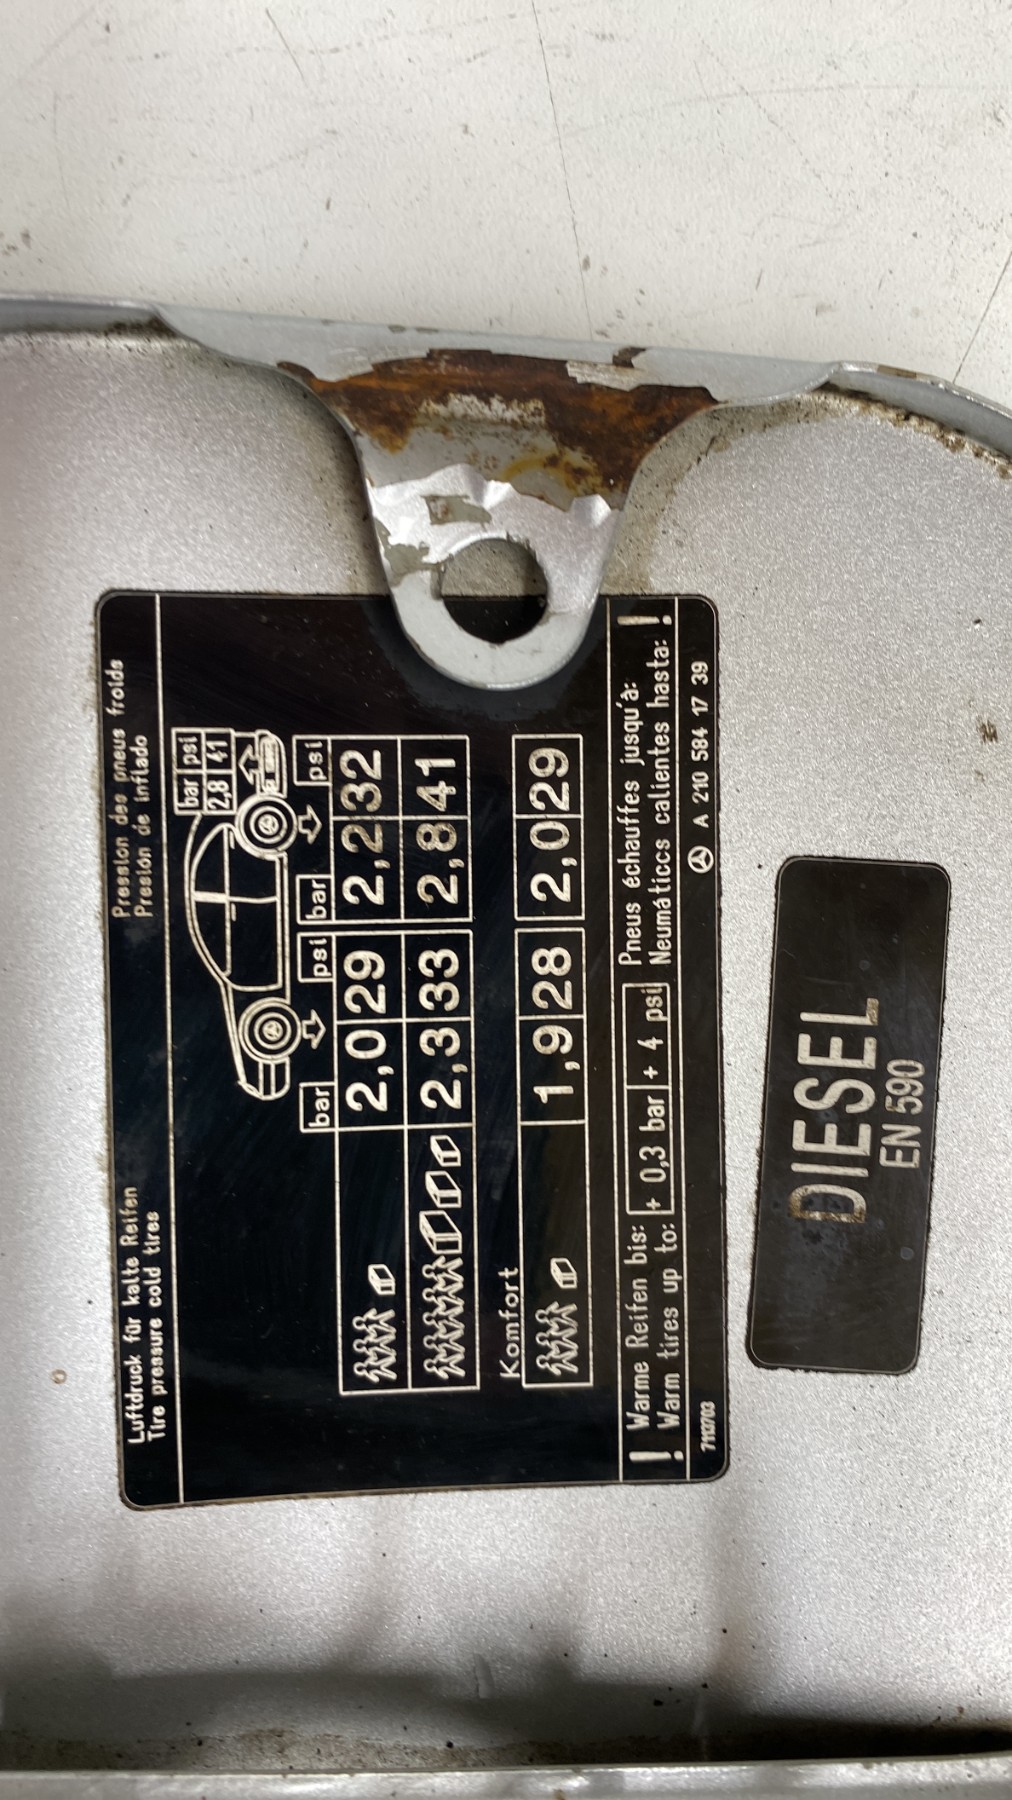 Luftdruck für kalte Reifen
Tire pressure cold tires
Pression des pneus froids
Presión de inflado
bar psi
2,8 41
bar psi bar psi
2,0 29 2,2 32
2,3 33 2,8 41
Komfort
1,9 28 2,0 29
! Warme Reifen bis:
Warm tires up to:
+ 0,3 bar + 4 psi
Pneus échauffes jusqu'à: !
Neumáticcs calientes hasta:
7113703
A 210 584 17 39
DIESEL
EN 590